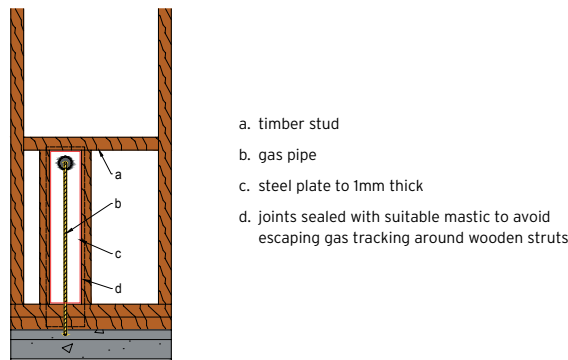 a
b
c
d
a. timber stud
b. gas pipe
c. steel plate to 1mm thick
d. joints sealed with suitable mastic to avoid
escaping gas tracking around wooden struts